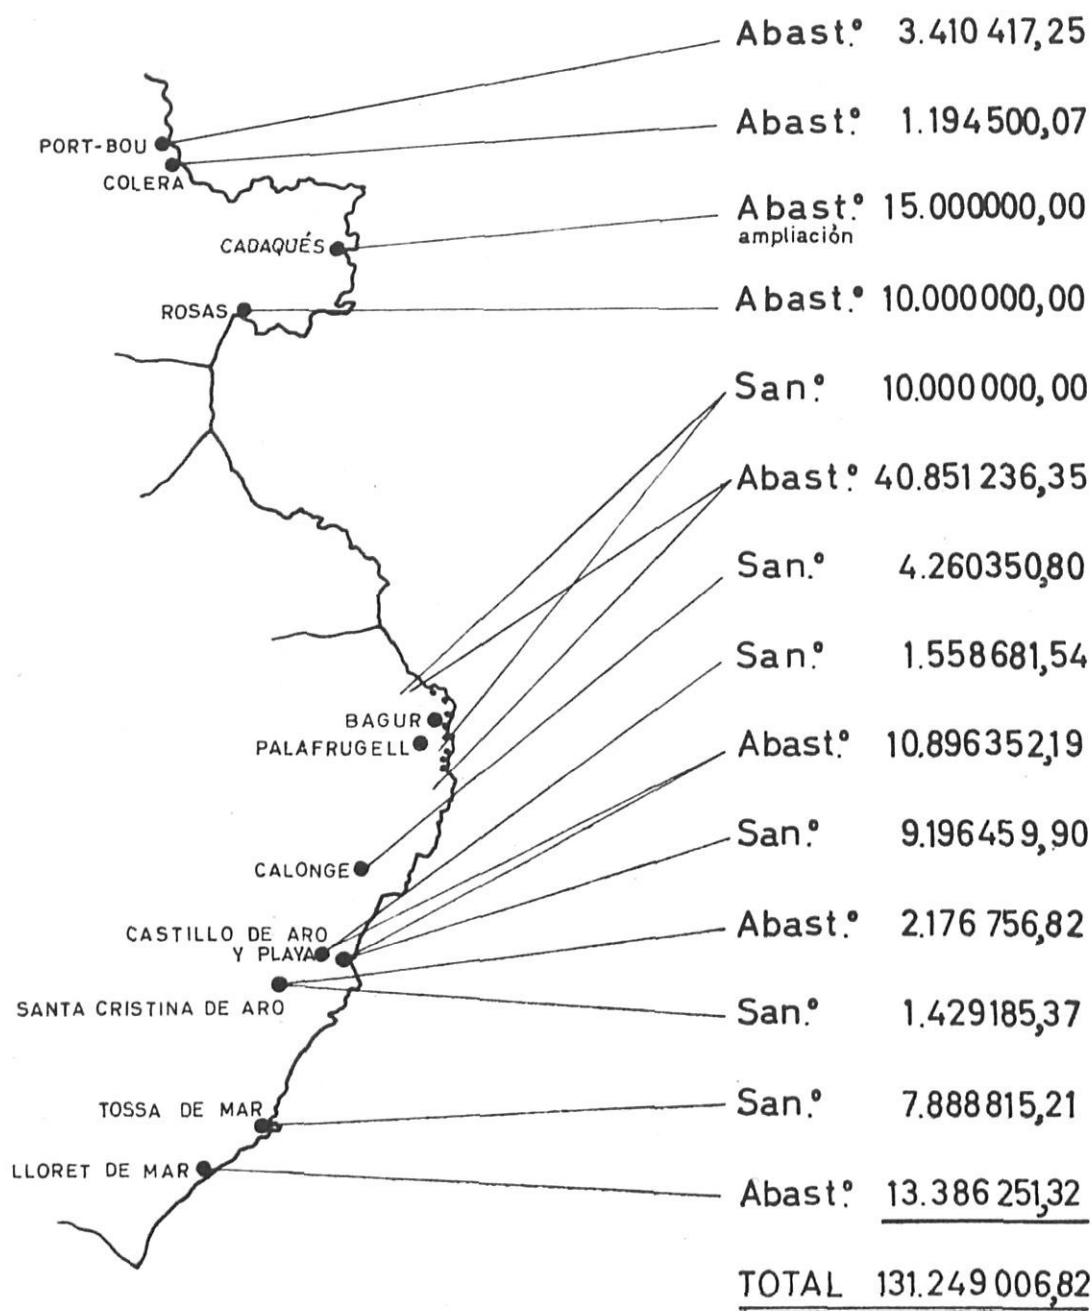 Abast.º 3.410 417,25
PORT-BOU
Abast.º 1.194 500,07
COLERA
Abast.º 15.000000,00
ampliación
CADAQUÉS
ROSAS
Abast.º 10.000000,00
San.º 10.000 000,00
Abast.º 40.851 236,35
San.º 4.260350,80
San.º 1.558681,54
BAGUR
PALAFRUGELL
Abast.º 10.896352,19
San.º 9.196459,90
CALONGE
CASTILLO DE ARO
Y PLAYA
Abast.º 2.176 756,82
SANTA CRISTINA DE ARO
San.º 1.429185,37
TOSSA DE MAR
San.º 7.888 815,21
LLORET DE MAR
Abast.º 13.386 251,32
TOTAL 131.249 006,82